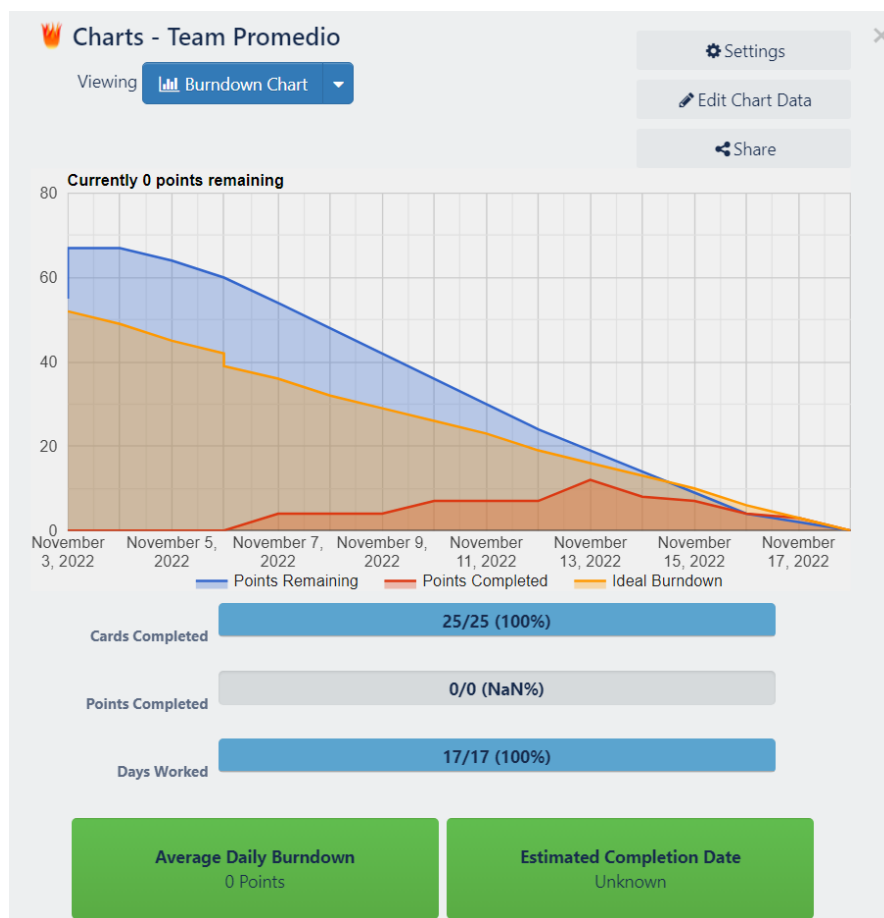 Charts - Team Promedio
Settings
Viewing
Burndown Chart
Edit Chart Data
Share
Currently 0 points remaining
80
60
40
20
0
November 3, 2022
November 5, 2022
November 7, 2022
November 9, 2022
November 11, 2022
November 13, 2022
November 15, 2022
November 17, 2022
Points Remaining
Points Completed
Ideal Burndown
25/25 (100%)
Cards Completed
0/0 (NaN%)
Points Completed
17/17 (100%)
Days Worked
Average Daily Burndown
0 Points
Estimated Completion Date
Unknown